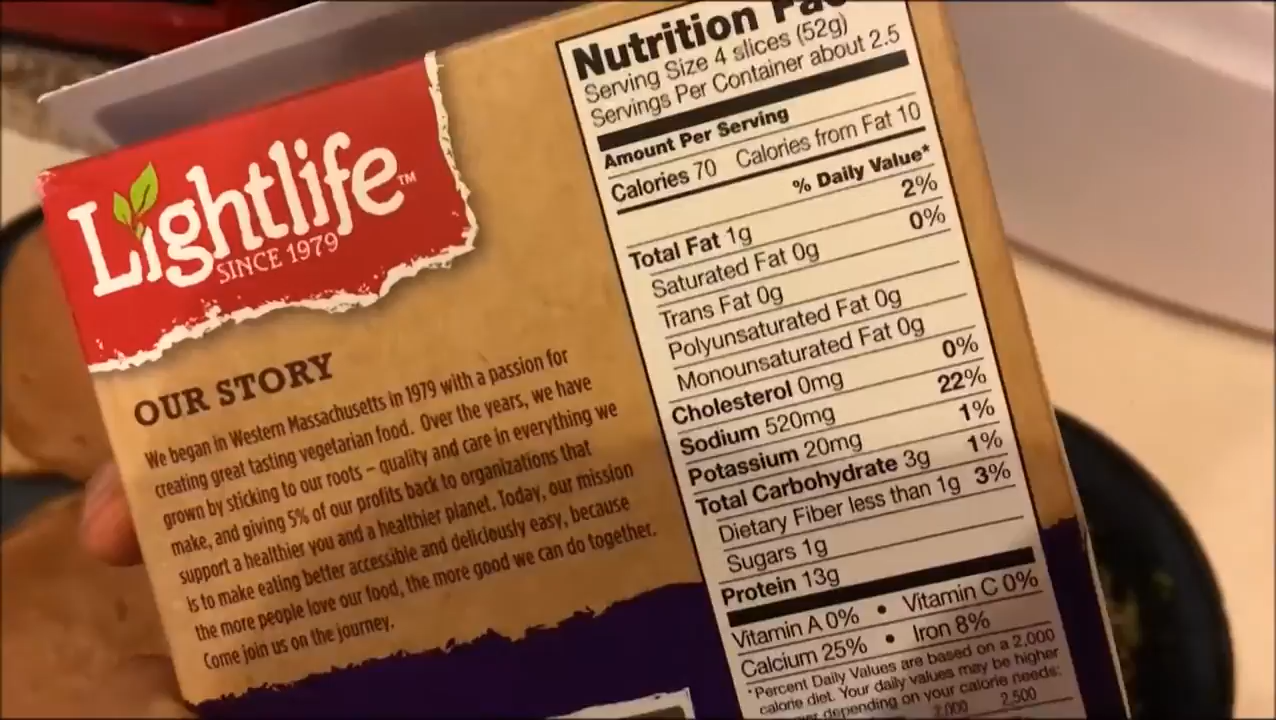 Lightlife™
SINCE 1979
OUR STORY
We began in Western Massachusetts in 1979 with a passion for
creating great tasting vegetarian food. Over the years, we have
grown by sticking to our roots – quality and care in everything we
make, and giving 5% of our profits back to organizations that
support a healthier you and a healthier planet. Today, our mission
is to make eating better accessible and deliciously easy, because
the more people love our food, the more good we can do together.
Come join us on the journey.
Nutrition
Serving Size 4 slices (52g)
Servings Per Container about 2.5
Amount Per Serving
Calories 70 Calories from Fat 10
% Daily Value*
Total Fat 1g 2%
Saturated Fat 0g 0%
Trans Fat 0g
Polyunsaturated Fat 0g
Monounsaturated Fat 0g
Cholesterol 0mg 0%
Sodium 520mg 22%
Potassium 20mg 1%
Total Carbohydrate 3g 1%
Dietary Fiber less than 1g 3%
Sugars 1g
Protein 13g
Vitamin A 0% • Vitamin C 0%
Calcium 25% • Iron 8%
*Percent Daily Values are based on a 2,000
calorie diet. Your daily values may be higher
depending on your calorie needs:
2,000 2,500